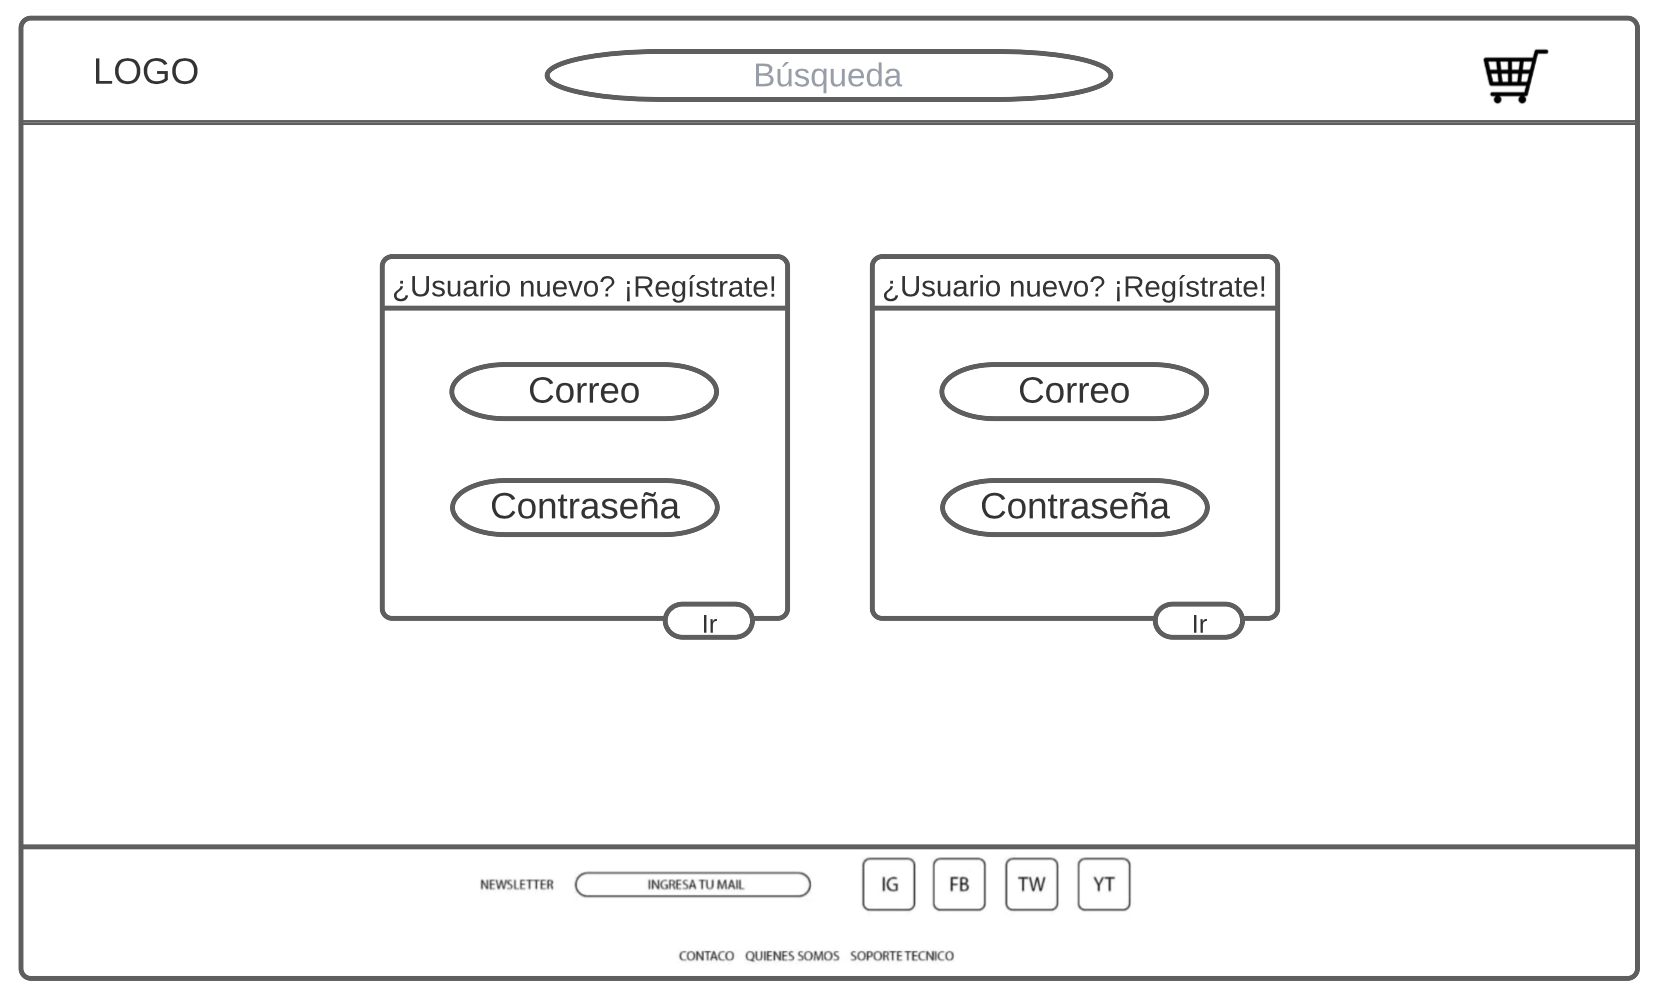 LOGO
Búsqueda
¿Usuario nuevo? ¡Regístrate!
Correo
Contraseña
Ir
¿Usuario nuevo? ¡Regístrate!
Correo
Contraseña
Ir
NEWSLETTER
INGRESA TU MAIL
IG
FB
TW
YT
CONTACO QUIENES SOMOS SOPORTE TECNICO